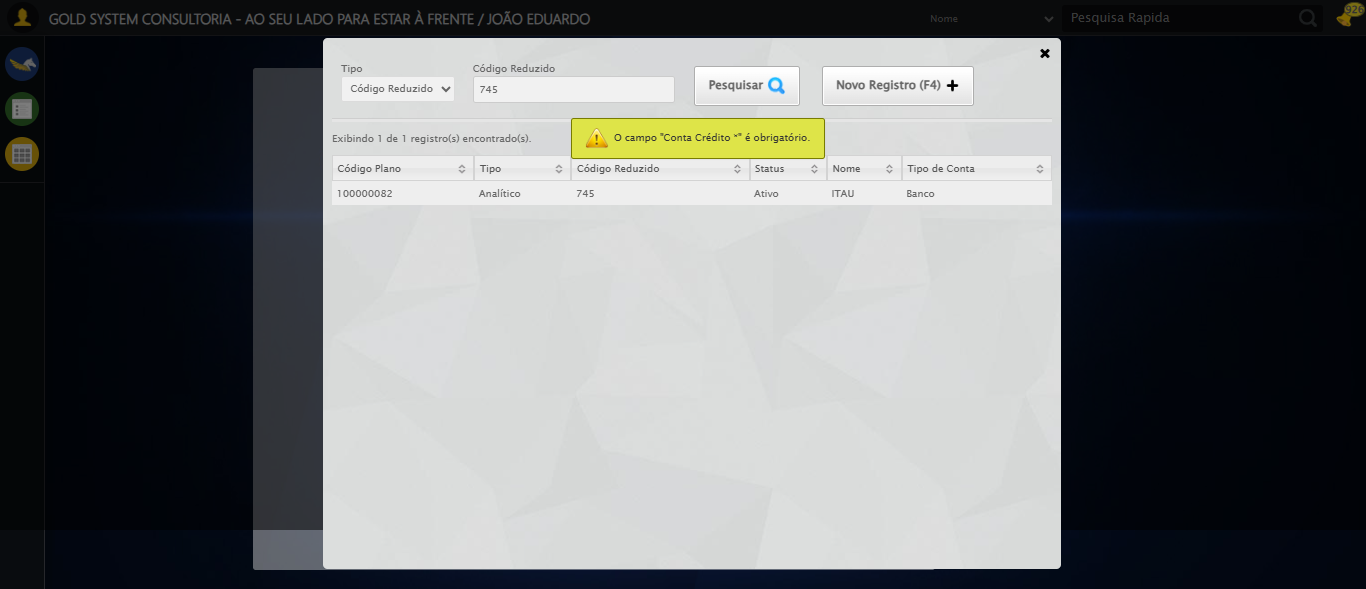 GOLD SYSTEM CONSULTORIA - AO SEU LADO PARA ESTAR À FRENTE / JOÃO EDUARDO
Nome
Pesquisa Rapida
926
Tipo
Código Reduzido
Código Reduzido
745
Pesquisar
Novo Registro (F4)
Exibindo 1 de 1 registro(s) encontrado(s).
O campo "Conta Crédito *" é obrigatório.
Código Plano Tipo Código Reduzido Status Nome Tipo de Conta
100000082 Analítico 745 Ativo ITAU Banco